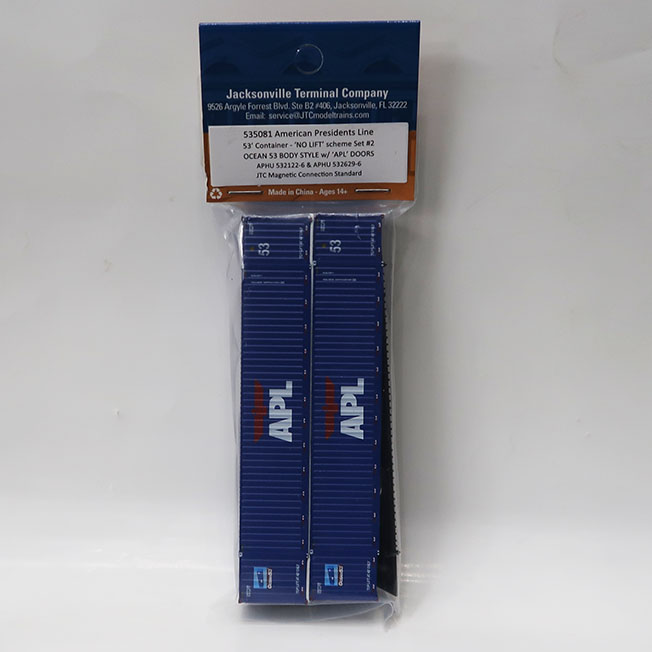 Jacksonville Terminal Company
9526 Argyle Forrest Blvd. Ste B2 #406, Jacksonville, FL 32222
Email: service@JTCmodeltrains.com
535081 American Presidents Line
53' Container - 'NO LIFT' scheme Set #2
OCEAN 53 BODY STYLE w/ 'APL' DOORS
APHU 532122-6 & APHU 532629-6
JTC Magnetic Connection Standard
Made in China - Ages 14+
53
53
APL
APL
Ocean53